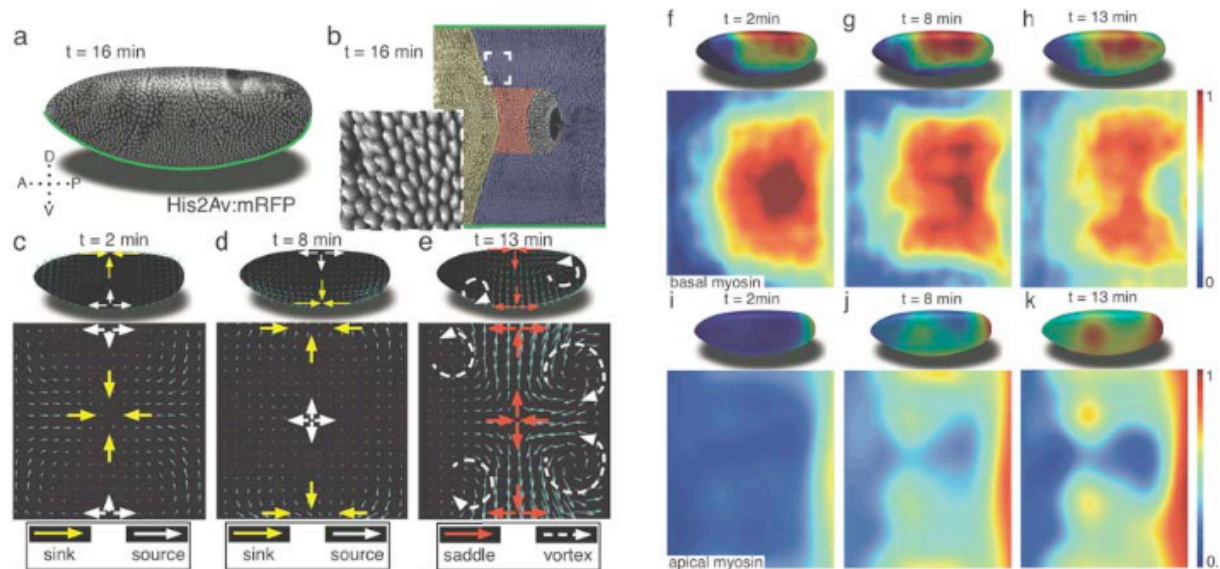 a
t = 16 min
D
A
P
V
His2Av:mRFP
b
t = 16 min
c
t = 2 min
d
t = 8 min
e
t = 13 min
sink
source
sink
source
saddle
vortex
f
t = 2min
g
t = 8 min
h
t = 13 min
1
basal myosin
0
i
t = 2min
j
t = 8 min
k
t = 13 min
1
apical myosin
0.